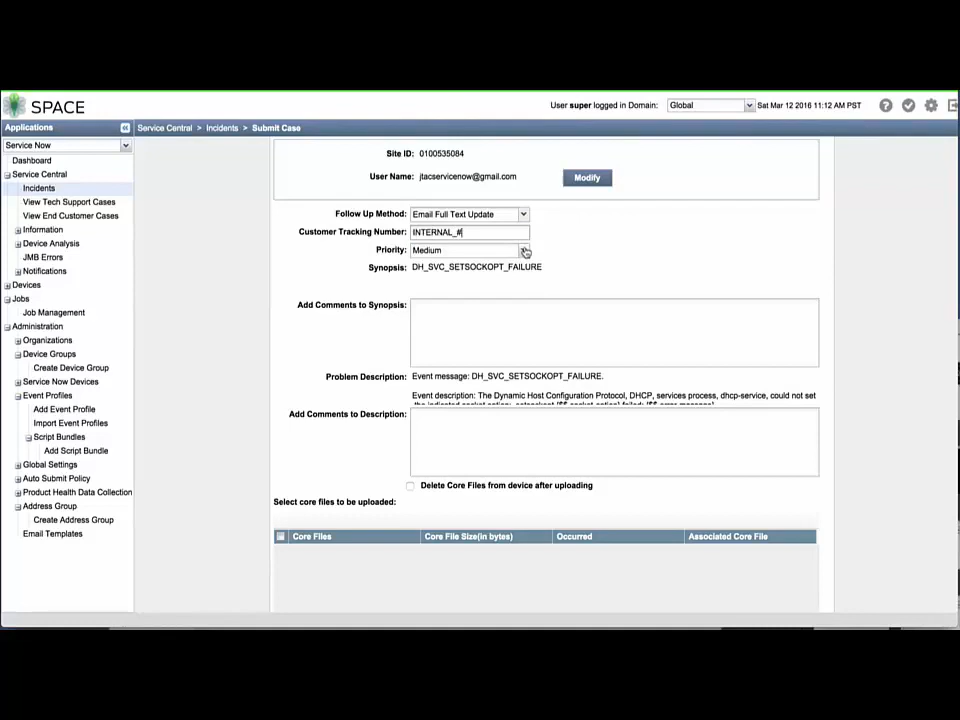 SPACE
User super logged in Domain: Global Sat Mar 12 2016 11:12 AM PST
Applications
Service Central > Incidents > Submit Case
Service Now
Dashboard
Service Central
Incidents
View Tech Support Cases
View End Customer Cases
Information
Device Analysis
JMB Errors
Notifications
Devices
Jobs
Job Management
Administration
Organizations
Device Groups
Create Device Group
Service Now Devices
Event Profiles
Add Event Profile
Import Event Profiles
Script Bundles
Add Script Bundle
Global Settings
Auto Submit Policy
Product Health Data Collection
Address Group
Create Address Group
Email Templates
Site ID: 0100535084
User Name: jtacservicenow@gmail.com Modify
Follow Up Method: Email Full Text Update
Customer Tracking Number: INTERNAL_#
Priority: Medium
Synopsis: DH_SVC_SETSOCKOPT_FAILURE
Add Comments to Synopsis:
Problem Description: Event message: DH_SVC_SETSOCKOPT_FAILURE.
Event description: The Dynamic Host Configuration Protocol, DHCP, services process, dhcp-service, could not set
Add Comments to Description:
Delete Core Files from device after uploading
Select core files to be uploaded:
Core Files Core File Size(in bytes) Occurred Associated Core File